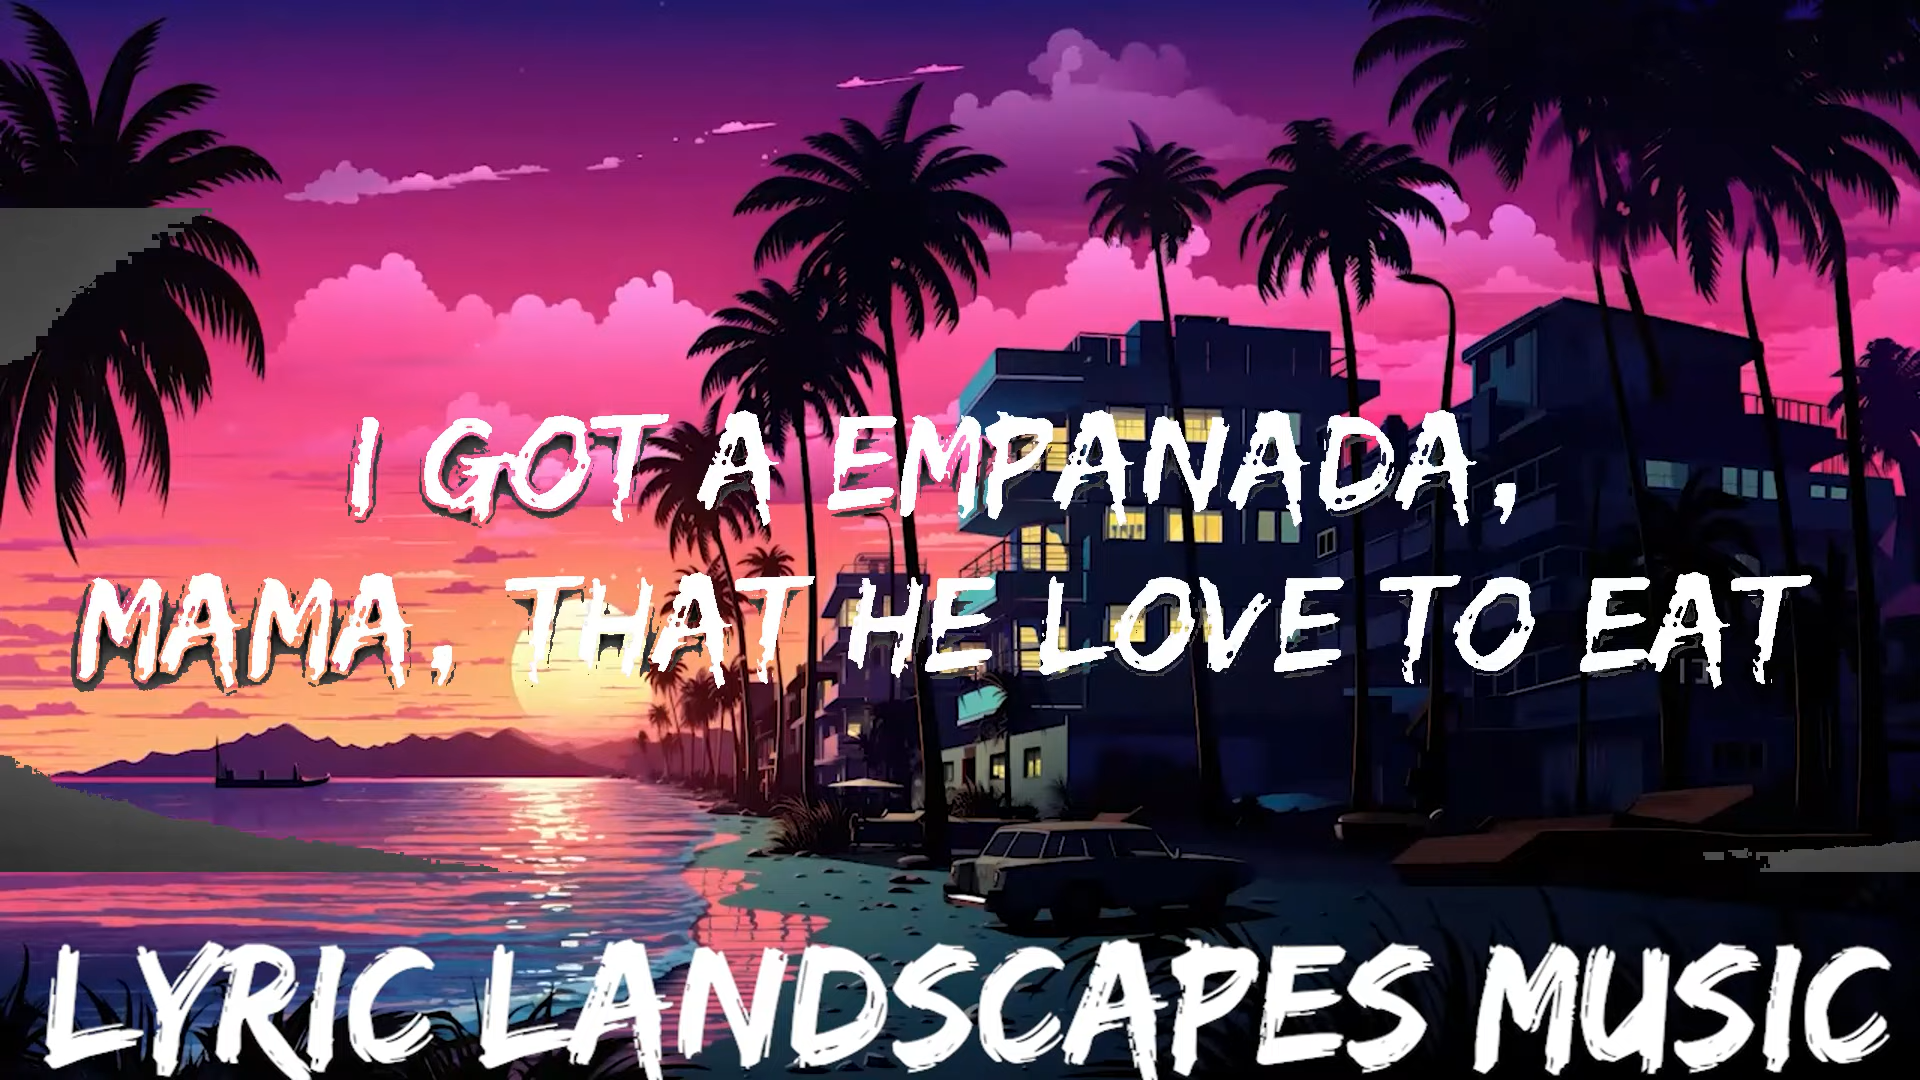 I GOT A EMPANADA,
MAMA, THAT HE LOVE TO EAT
LYRIC LANDSCAPES MUSIC